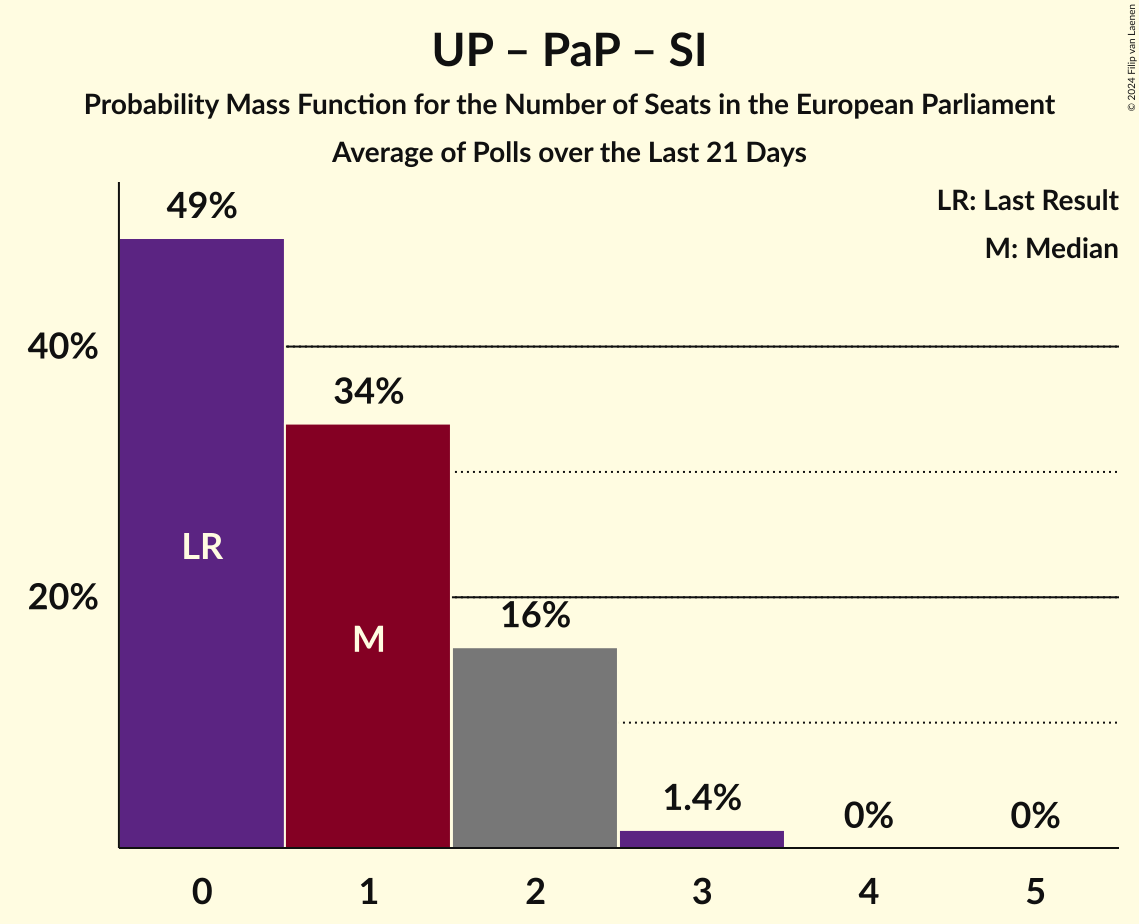 UP – PaP – SI
Probability Mass Function for the Number of Seats in the European Parliament
Average of Polls over the Last 21 Days
© 2024 Filip van Laenen
LR: Last Result
M: Median
49%
40%
34%
LR
20%
16%
M
1.4%
0%
0%
0
1
2
3
4
5